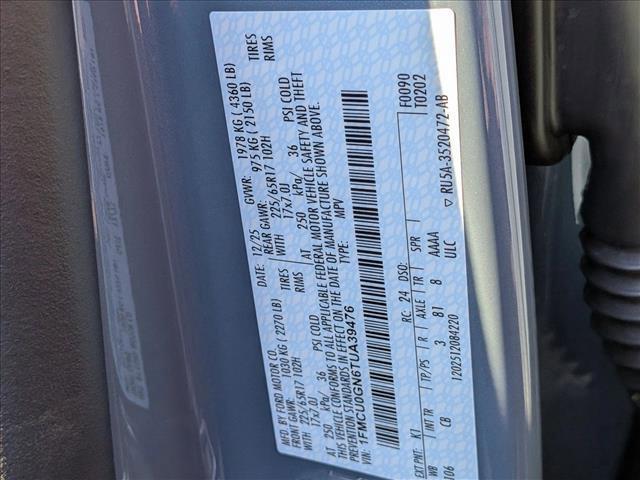 MFD. BY FORD MOTOR CO.
DATE: 12/25 GVWR: 1978 KG ( 4360 LB)
FRONT GAWR: 1030 KG ( 2270 LB) REAR GAWR: 975 KG ( 2150 LB)
WITH 225/65R17 102H TIRES WITH 225/65R17 102H TIRES
17x7.0J RIMS 17x7.0J RIMS
AT 250 kPa/ 36 PSI COLD AT 250 kPa/ 36 PSI COLD
THIS VEHICLE CONFORMS TO ALL APPLICABLE FEDERAL MOTOR VEHICLE SAFETY AND THEFT
PREVENTION STANDARDS IN EFFECT ON THE DATE OF MANUFACTURE SHOWN ABOVE.
VIN: 1FMCU0GN6TUA39476 TYPE: MPV
F0090
T0202
EXT PNT: K1 RC: 24 DSO:
WB INT TR TP/PS R AXLE TR SPR
106 CB 3 81 8 AAAA
ULC
120251208422O
▽ RU5A-3520472-AB